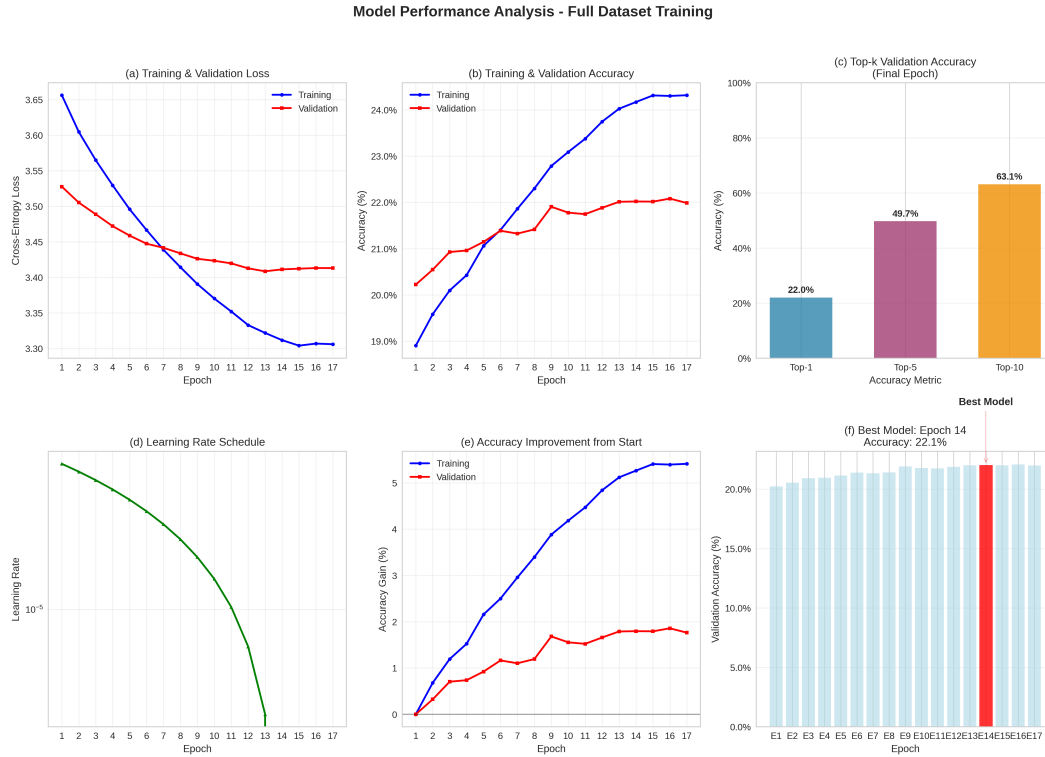 Model Performance Analysis - Full Dataset Training
(a) Training & Validation Loss
Training
Validation
Cross-Entropy Loss
3.65
3.60
3.55
3.50
3.45
3.40
3.35
3.30
1 2 3 4 5 6 7 8 9 10 11 12 13 14 15 16 17
Epoch
(b) Training & Validation Accuracy
Training
Validation
Accuracy (%)
24.0%
23.0%
22.0%
21.0%
20.0%
19.0%
1 2 3 4 5 6 7 8 9 10 11 12 13 14 15 16 17
Epoch
(c) Top-k Validation Accuracy
(Final Epoch)
Accuracy (%)
100%
80%
60%
40%
20%
0%
22.0%
49.7%
63.1%
Top-1 Top-5 Top-10
Accuracy Metric
(d) Learning Rate Schedule
Learning Rate
10⁻⁵
1 2 3 4 5 6 7 8 9 10 11 12 13 14 15 16 17
Epoch
(e) Accuracy Improvement from Start
Training
Validation
Accuracy Gain (%)
5
4
3
2
1
0
1 2 3 4 5 6 7 8 9 10 11 12 13 14 15 16 17
Epoch
Best Model
(f) Best Model: Epoch 14
Accuracy: 22.1%
Validation Accuracy (%)
20.0%
15.0%
10.0%
5.0%
0.0%
E1 E2 E3 E4 E5 E6 E7 E8 E9 E10 E11 E12 E13 E14 E15 E16 E17
Epoch